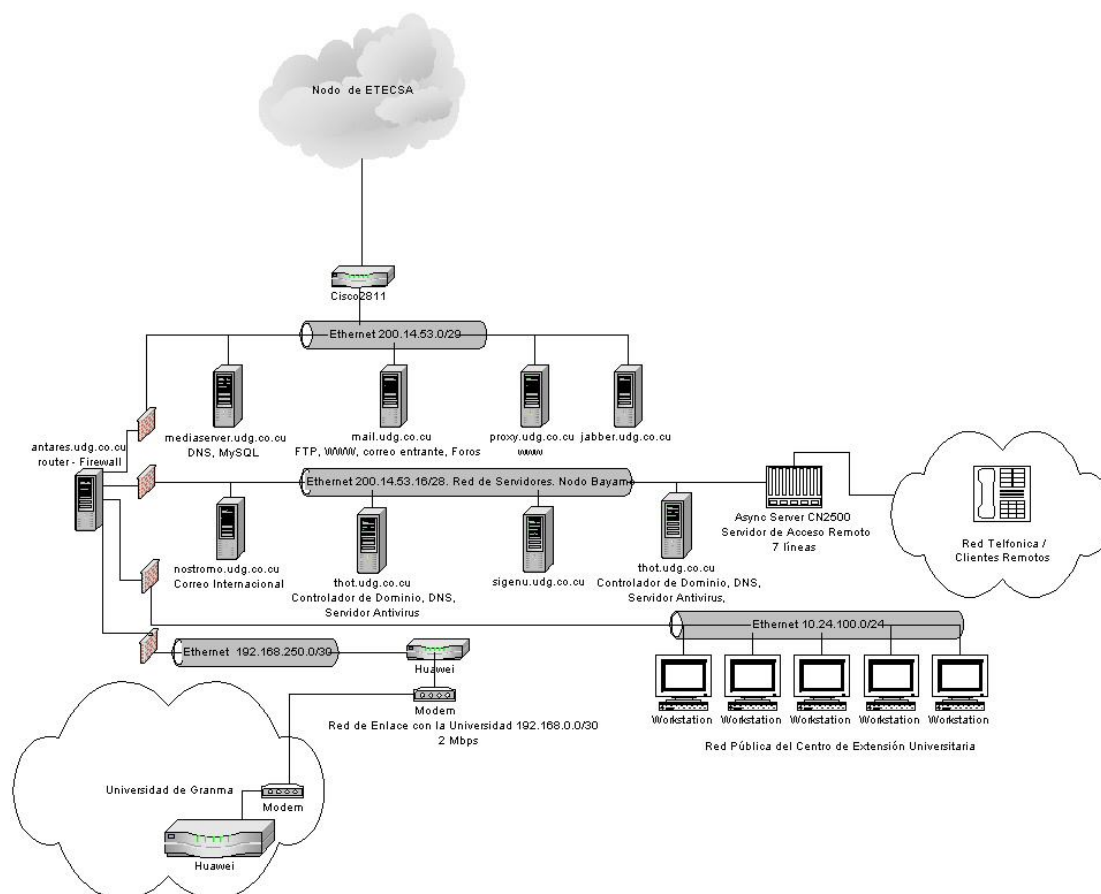 Nodo de ETECSA
Cisco2811
Ethernet 200.14.53.0/29
antares.udg.co.cu
router - Firewall
mediaserver.udg.co.cu
DNS, MySQL
mail.udg.co.cu
FTP, WWW, correo entrante, Foros
proxy.udg.co.cu
www
jabber.udg.co.cu
Ethernet 200.14.53.16/28. Red de Servidores. Nodo Bayam
Async Server CN2500
Servidor de Acceso Remoto
7 líneas
Red Telfonica /
Clientes Remotos
nostromo.udg.co.cu
Correo Internacional
thot.udg.co.cu
Controlador de Dominio, DNS,
Servidor Antivirus
sigenu.udg.co.cu
thot.udg.co.cu
Controlador de Dominio, DNS,
Servidor Antivirus,
Ethernet 10.24.100.0/24
Ethernet 192.168.250.0/30
Huawei
Modem
Red de Enlace con la Universidad 192.168.0.0/30
2 Mbps
Workstation
Workstation
Workstation
Workstation
Workstation
Red Pública del Centro de Extensión Universitaria
Universidad de Granma
Modem
Huawei